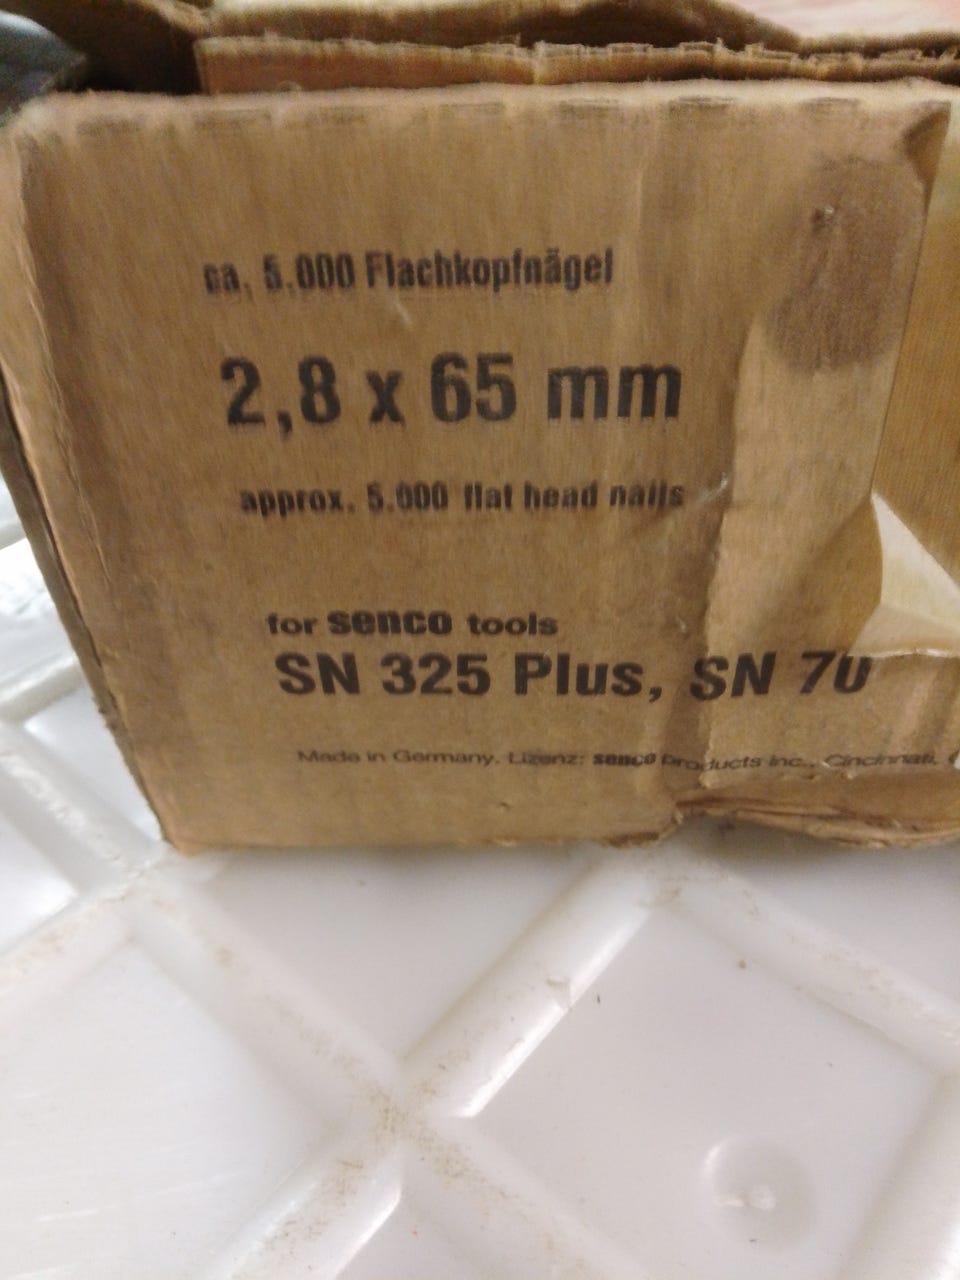 ca. 5.000 Flachkopfnägel
2,8 x 65 mm
approx. 5.000 flat head nails
for senco tools
SN 325 Plus, SN 70
Made in Germany. Lizenz: senco Products Inc., Cincinnati,